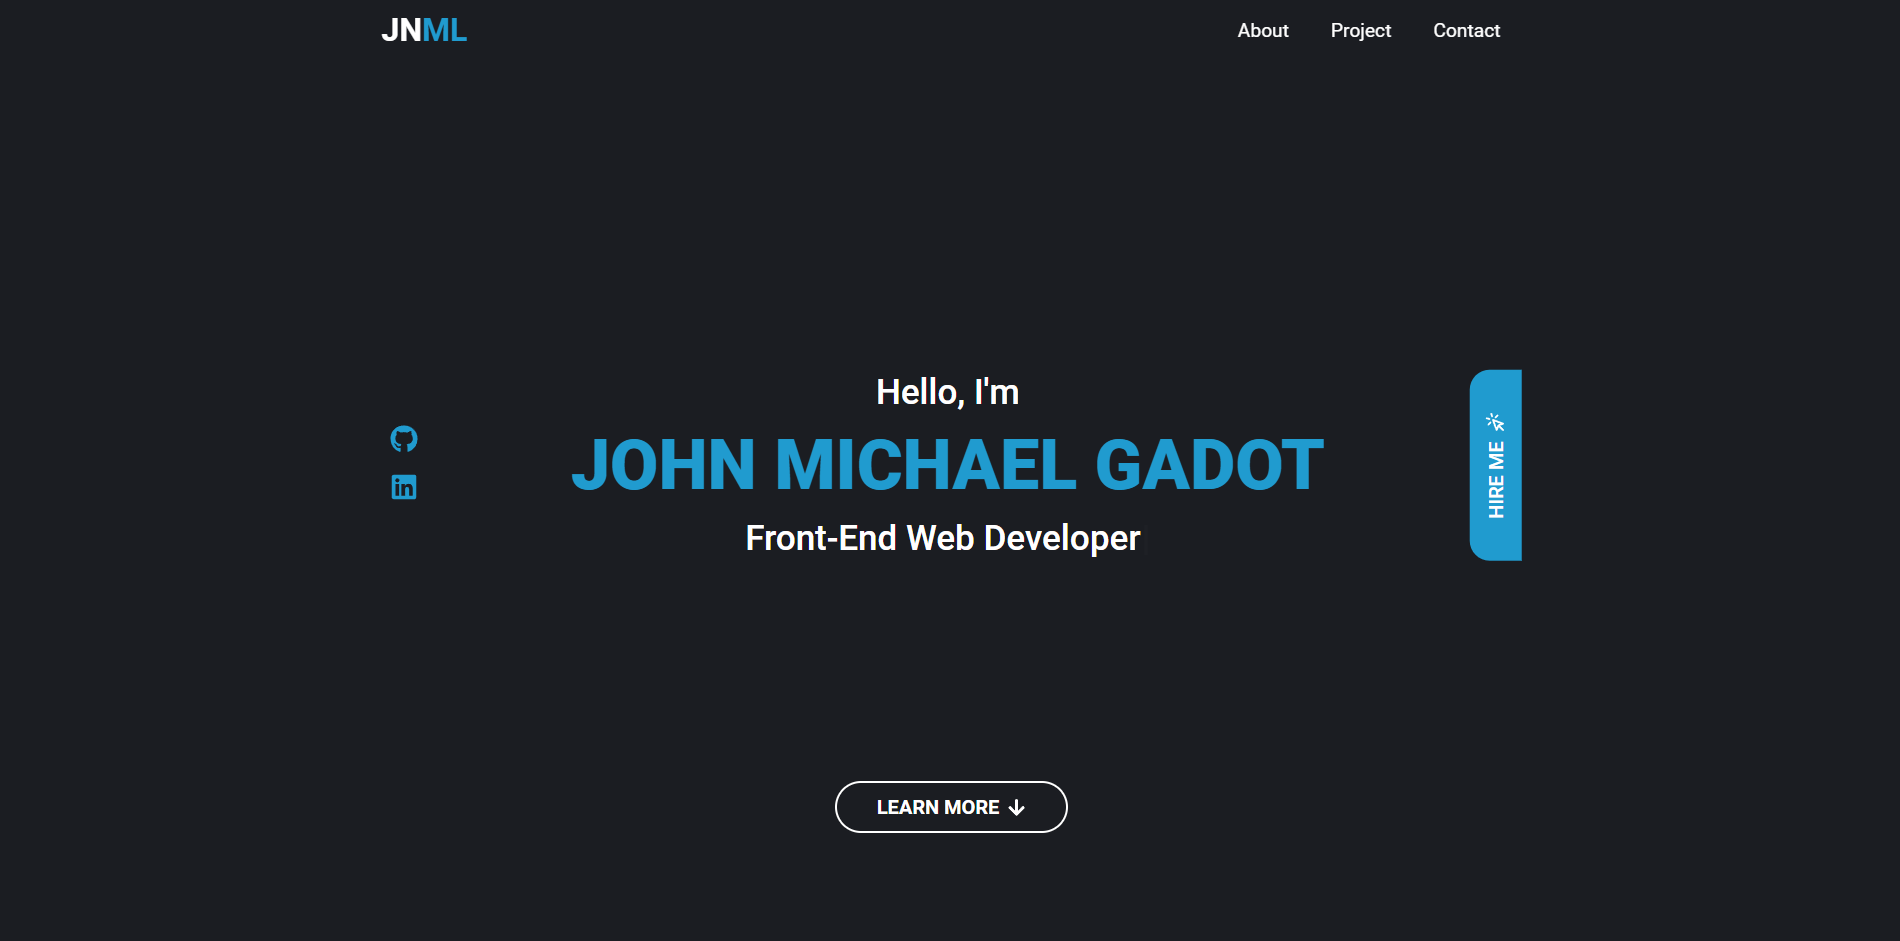 JNML
About Project Contact
Hello, I'm
JOHN MICHAEL GADOT
Front-End Web Developer
HIRE ME
LEARN MORE